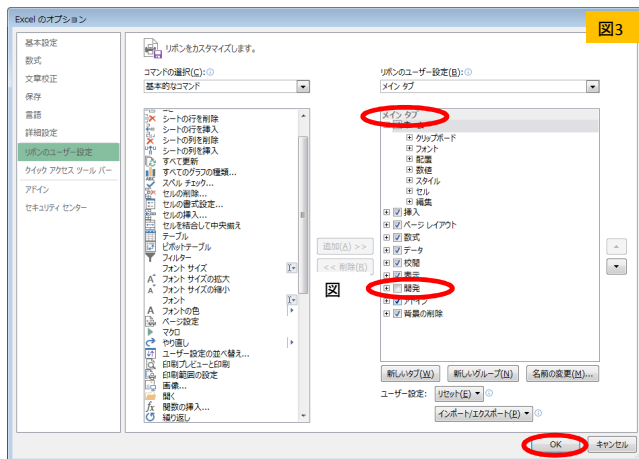 Excel のオプション
図3
基本設定
数式
文章校正
保存
言語
詳細設定
リボンのユーザー設定
クイック アクセス ツール バー
アドイン
セキュリティ センター
リボンをカスタマイズします。
コマンドの選択(C):
基本的なコマンド
シートの行を削除
シートの行を挿入
シートの列を削除
シートの列を挿入
すべて更新
すべてのグラフの種類...
スペル チェック...
セルの削除...
セルの書式設定...
セルの挿入...
セルを結合して中央揃え
テーブル
ピボットテーブル
フィルター
フォント サイズ
フォント サイズの拡大
フォント サイズの縮小
フォント
フォントの色
ページ設定
マクロ
やり直し
ユーザー設定の並べ替え...
印刷プレビューと印刷
印刷範囲の設定
画像...
開く
関数の挿入...
繰り返し
追加(A) >>
<< 削除(R)
図
リボンのユーザー設定(B):
メイン タブ
メイン タブ
クリップボード
フォント
配置
数値
スタイル
セル
編集
挿入
ページ レイアウト
数式
データ
校閲
表示
開発
アドイン
背景の削除
新しいタブ(W)
新しいグループ(N)
名前の変更(M)...
ユーザー設定:
リセット(E)
インポート/エクスポート(P)
OK
キャンセル